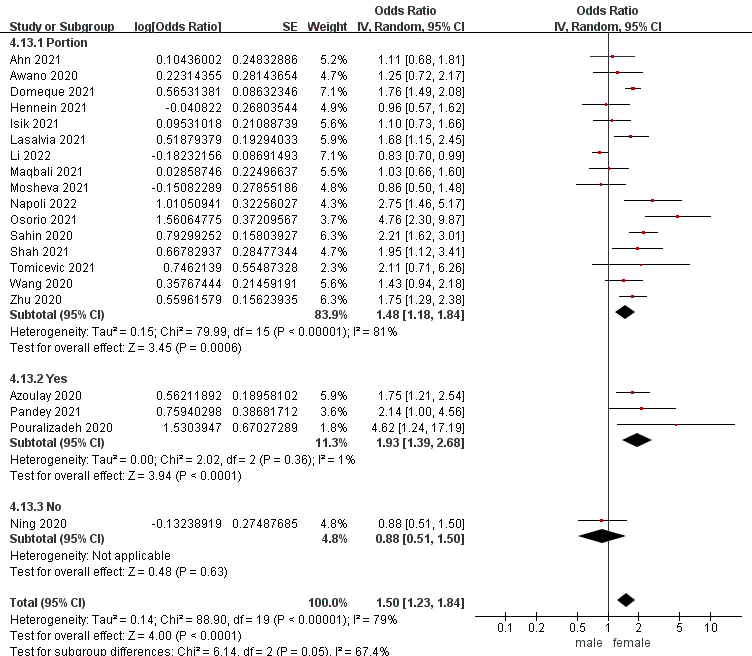 Odds Ratio Odds Ratio
Study or Subgroup log[Odds Ratio] SE Weight IV, Random, 95% CI IV, Random, 95% CI
4.13.1 Portion
Ahn 2021 0.10436002 0.24832886 5.2% 1.11 [0.68, 1.81]
Awano 2020 0.22314355 0.28143654 4.7% 1.25 [0.72, 2.17]
Domeque 2021 0.56531381 0.08632346 7.1% 1.76 [1.49, 2.08]
Hennein 2021 -0.040822 0.26803544 4.9% 0.96 [0.57, 1.62]
Isik 2021 0.09531018 0.21088739 5.7% 1.10 [0.73, 1.66]
Lasalvia 2021 0.51879379 0.19294033 5.9% 1.68 [1.15, 2.45]
Li 2022 -0.18232156 0.08691493 7.1% 0.83 [0.70, 0.99]
Maqbali 2021 0.02858746 0.22496637 5.5% 1.03 [0.66, 1.60]
Mosheva 2021 -0.15082289 0.27855186 4.8% 0.86 [0.50, 1.48]
Napoli 2022 1.01050941 0.32256027 4.2% 2.75 [1.46, 5.17]
Osorio 2021 1.56064775 0.37209567 3.7% 4.76 [2.30, 9.87]
Sahin 2020 0.79299252 0.15803927 6.3% 2.21 [1.62, 3.01]
Shah 2021 0.66782937 0.28477344 4.7% 1.95 [1.12, 3.41]
Tomicevic 2021 0.7462139 0.55487328 2.3% 2.11 [0.71, 6.26]
Wang 2020 0.35767444 0.21459191 5.6% 1.43 [0.94, 2.18]
Zhu 2020 0.55961579 0.15623935 6.3% 1.75 [1.29, 2.38]
Subtotal (95% CI) 83.9% 1.48 [1.18, 1.84]
Heterogeneity: Tau² = 0.15; Chi² = 79.99, df = 15 (P < 0.00001); I² = 81%
Test for overall effect: Z = 3.45 (P = 0.0006)
4.13.2 Yes
Azoulay 2020 0.56211892 0.18958102 5.9% 1.75 [1.21, 2.54]
Pandey 2021 0.75940298 0.38681712 3.6% 2.14 [1.00, 4.56]
Pouralizadeh 2020 1.5303947 0.67027289 1.8% 4.62 [1.24, 17.19]
Subtotal (95% CI) 11.3% 1.93 [1.39, 2.68]
Heterogeneity: Tau² = 0.00; Chi² = 2.02, df = 2 (P = 0.36); I² = 1%
Test for overall effect: Z = 3.94 (P < 0.0001)
4.13.3 No
Ning 2020 -0.13238919 0.27487685 4.8% 0.88 [0.51, 1.50]
Subtotal (95% CI) 4.8% 0.88 [0.51, 1.50]
Heterogeneity: Not applicable
Test for overall effect: Z = 0.48 (P = 0.63)
Total (95% CI) 100.0% 1.50 [1.23, 1.84]
Heterogeneity: Tau² = 0.14; Chi² = 88.90, df = 19 (P < 0.00001); I² = 79%
0.1 0.2 0.5 1 2 5 10
Test for overall effect: Z = 4.00 (P < 0.0001)
male female
Test for subgroup differences: Chi² = 6.14, df = 2 (P = 0.05), I² = 67.4%